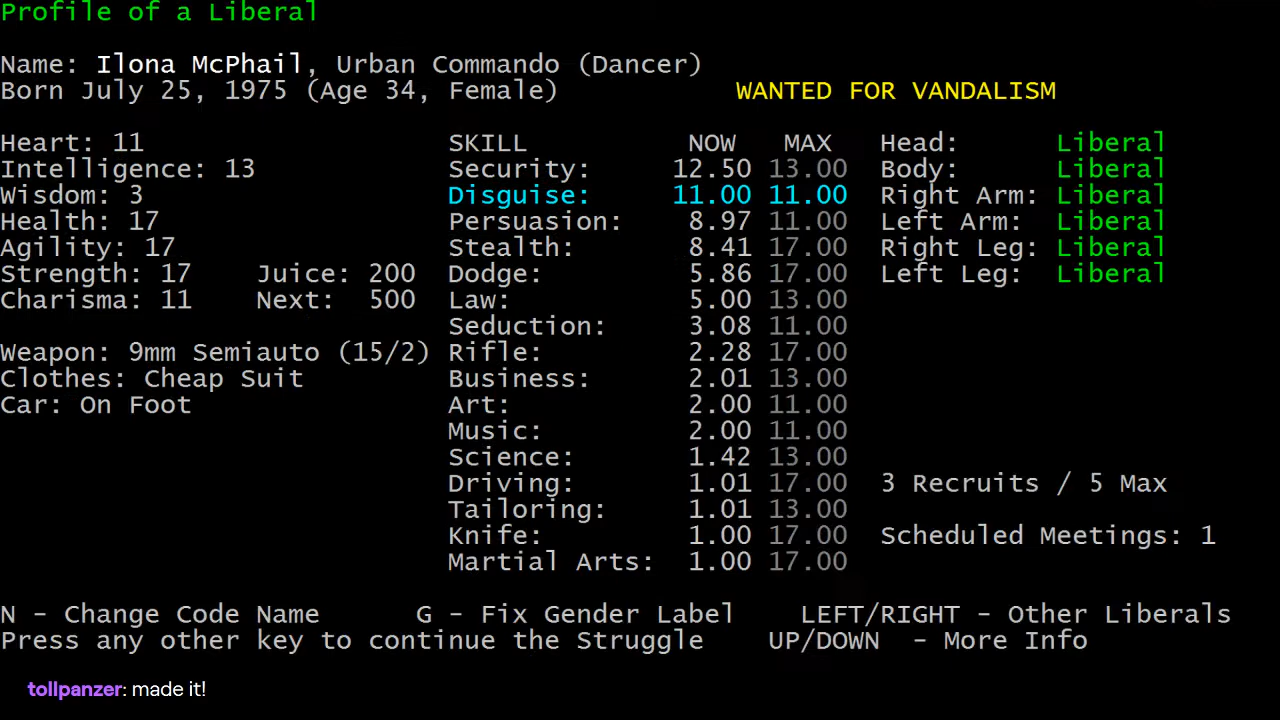 Profile of a Liberal
Name: Ilona McPhail, Urban Commando (Dancer)
Born July 25, 1975 (Age 34, Female) WANTED FOR VANDALISM
Heart: 11 SKILL NOW MAX Head: Liberal
Intelligence: 13 Security: 12.50 13.00 Body: Liberal
Wisdom: 3 Disguise: 11.00 11.00 Right Arm: Liberal
Health: 17 Persuasion: 8.97 11.00 Left Arm: Liberal
Agility: 17 Stealth: 8.41 17.00 Right Leg: Liberal
Strength: 17 Juice: 200 Dodge: 5.86 17.00 Left Leg: Liberal
Charisma: 11 Next: 500 Law: 5.00 13.00
Seduction: 3.08 11.00
Weapon: 9mm Semiauto (15/2) Rifle: 2.28 17.00
Clothes: Cheap Suit Business: 2.01 13.00
Car: On Foot Art: 2.00 11.00
Music: 2.00 11.00
Science: 1.42 13.00
Driving: 1.01 17.00 3 Recruits / 5 Max
Tailoring: 1.01 13.00
Knife: 1.00 17.00 Scheduled Meetings: 1
Martial Arts: 1.00 17.00
N - Change Code Name G - Fix Gender Label LEFT/RIGHT - Other Liberals
Press any other key to continue the Struggle UP/DOWN - More Info
tollpanzer: made it!